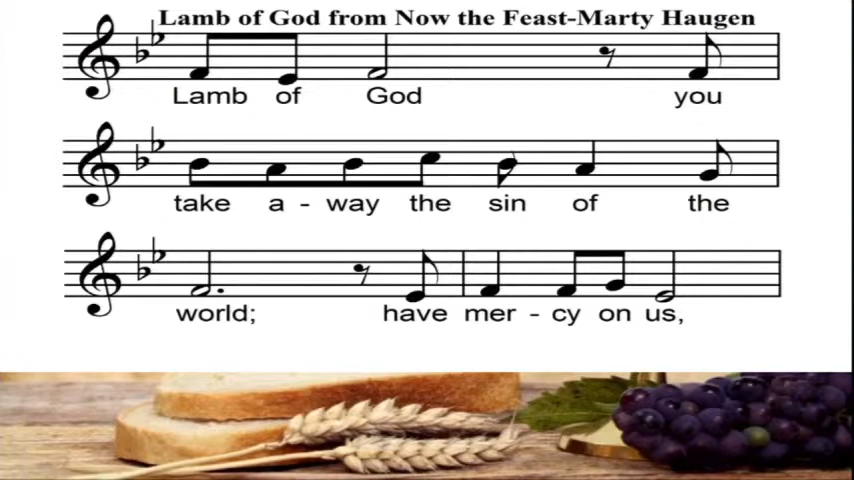 Lamb of God from Now the Feast-Marty Haugen
Lamb of God you
take a - way the sin of the
world; have mer - cy on us,